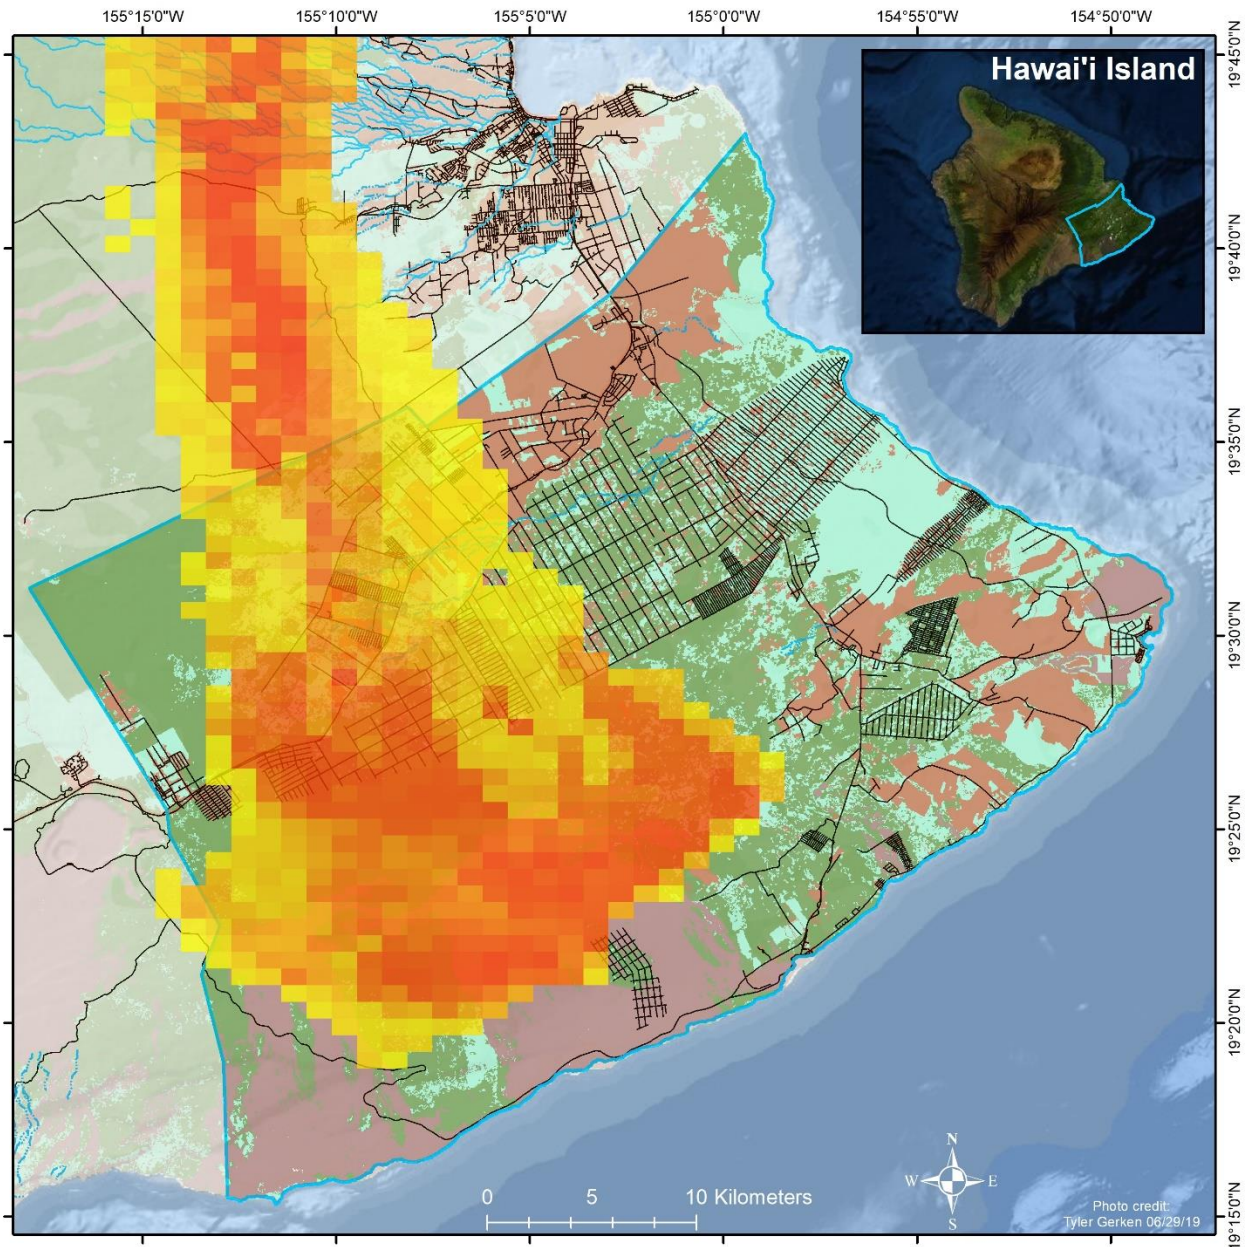 155°15'0"W 155°10'0"W 155°5'0"W 155°0'0"W 154°55'0"W 154°50'0"W
Hawai'i Island
19°45'0"N
19°40'0"N
19°35'0"N
19°30'0"N
19°25'0"N
19°20'0"N
19°15'0"N
N
W E
S
0 5 10 Kilometers
Photo credit:
Tyler Gerken 06/29/19